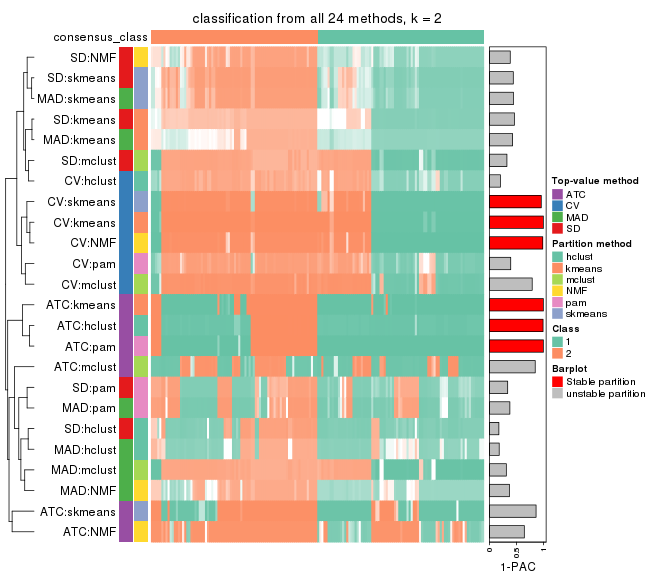 classification from all 24 methods, k = 2
consensus_class
SD:NMF
SD:skmeans
MAD:skmeans
SD:kmeans
MAD:kmeans
SD:mclust
CV:hclust
CV:skmeans
CV:kmeans
CV:NMF
CV:pam
CV:mclust
ATC:kmeans
ATC:hclust
ATC:pam
ATC:mclust
SD:pam
MAD:pam
SD:hclust
MAD:hclust
MAD:mclust
MAD:NMF
ATC:skmeans
ATC:NMF
0
0.5
1
1-PAC
Top-value method
ATC
CV
MAD
SD
Partition method
hclust
kmeans
mclust
NMF
pam
skmeans
Class
1
2
Barplot
Stable partition
unstable partition